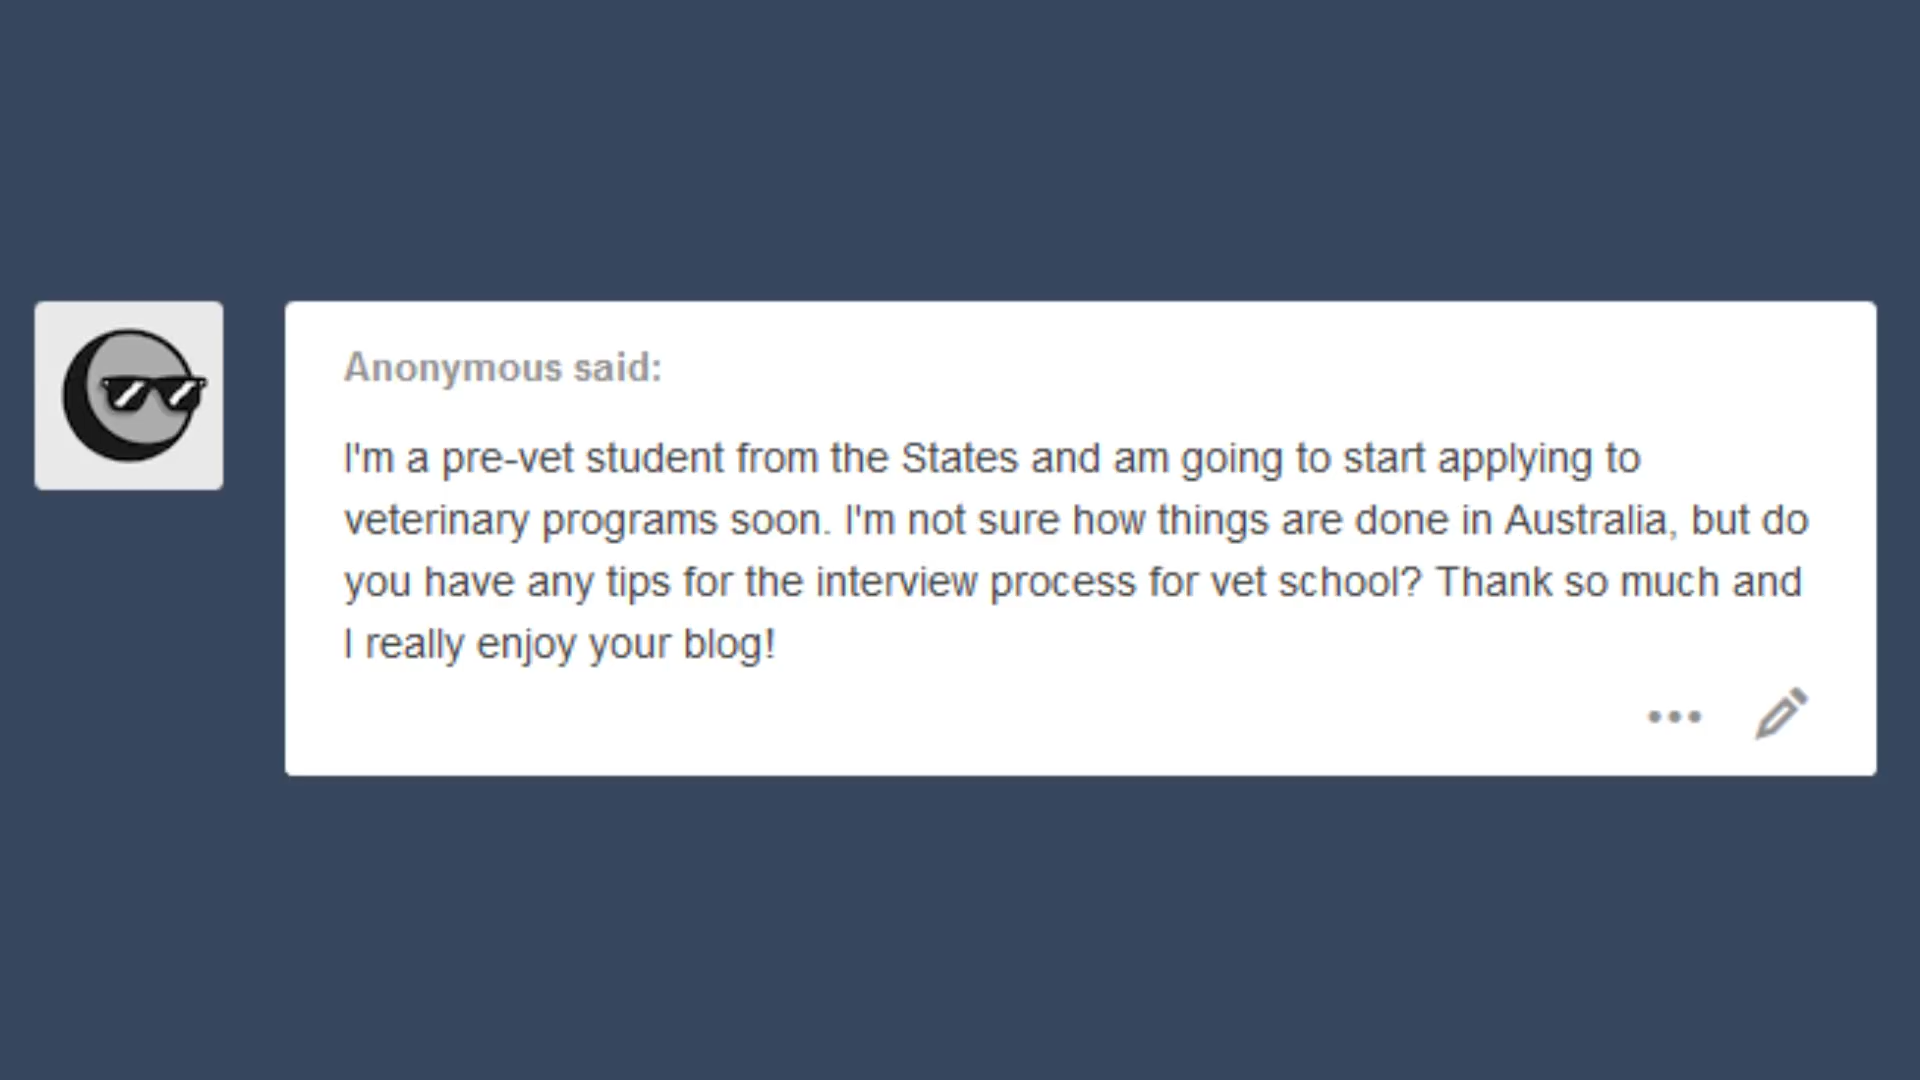 Anonymous said:
I'm a pre-vet student from the States and am going to start applying to
veterinary programs soon. I'm not sure how things are done in Australia, but do
you have any tips for the interview process for vet school? Thank so much and
I really enjoy your blog!